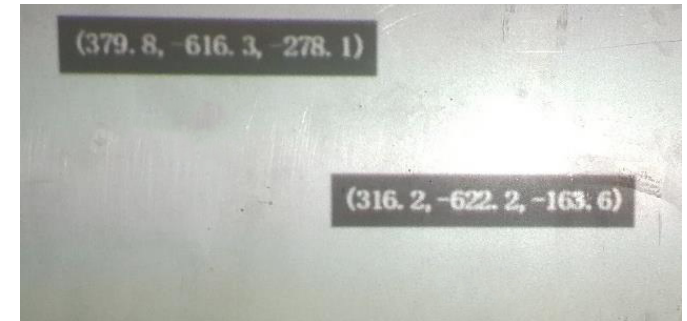 (379. 8, -616. 3, -278. 1)
(316. 2, -622. 2, -163. 6)